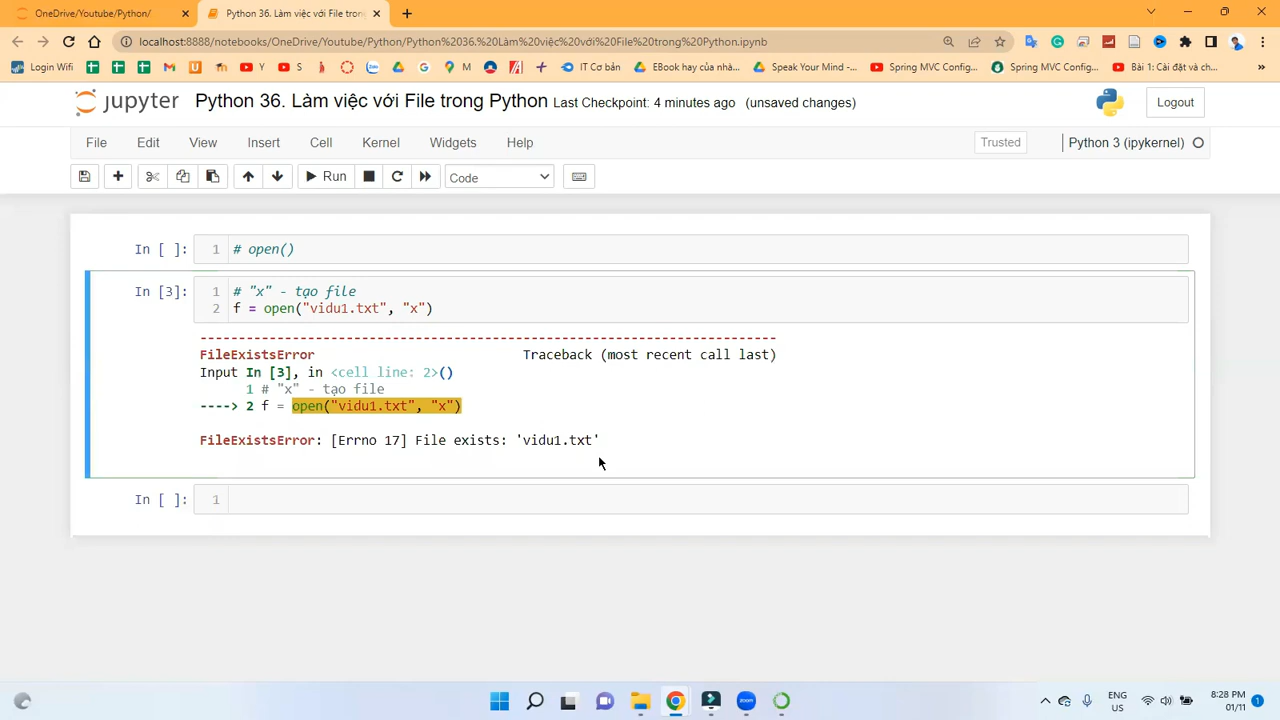 OneDrive/Youtube/Python/
Python 36. Làm việc với File trong
localhost:8888/notebooks/OneDrive/Youtube/Python/Python%2036.%20Làm%20việc%20với%20File%20trong%20Python.ipynb
Login Wifi
Y
S
M
IT Cơ bản
EBook hay của nhà...
Speak Your Mind -...
Spring MVC Config...
Spring MVC Config...
Bài 1: Cài đặt và ch...
»
jupyter
Python 36. Làm việc với File trong Python
Last Checkpoint: 4 minutes ago (unsaved changes)
Logout
File Edit View Insert Cell Kernel Widgets Help
Trusted
Python 3 (ipykernel)
Run
Code
In [ ]:
1 # open()
In [3]:
1 # "x" - tạo file
2 f = open("vidu1.txt", "x")
---------------------------------------------------------------------------
FileExistsError Traceback (most recent call last)
Input In [3], in <cell line: 2>()
1 # "x" - tạo file
----> 2 f = open("vidu1.txt", "x")
FileExistsError: [Errno 17] File exists: 'vidu1.txt'
In [ ]:
1
ENG
US
8:28 PM
01/11
1